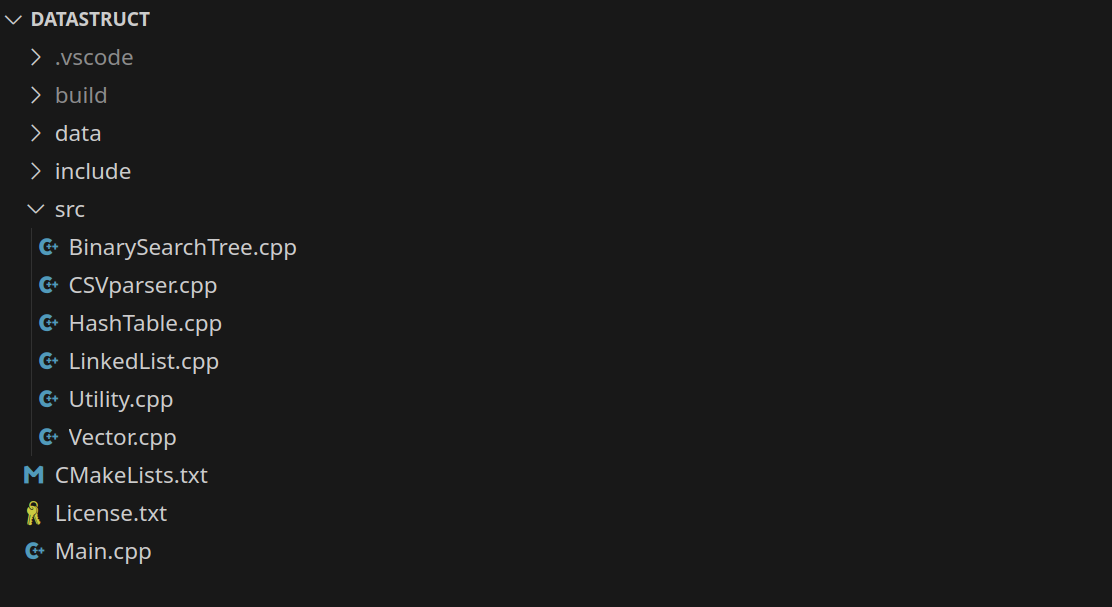 DATASTRUCT
.vscode
build
data
include
src
BinarySearchTree.cpp
CSVparser.cpp
HashTable.cpp
LinkedList.cpp
Utility.cpp
Vector.cpp
CMakeLists.txt
License.txt
Main.cpp